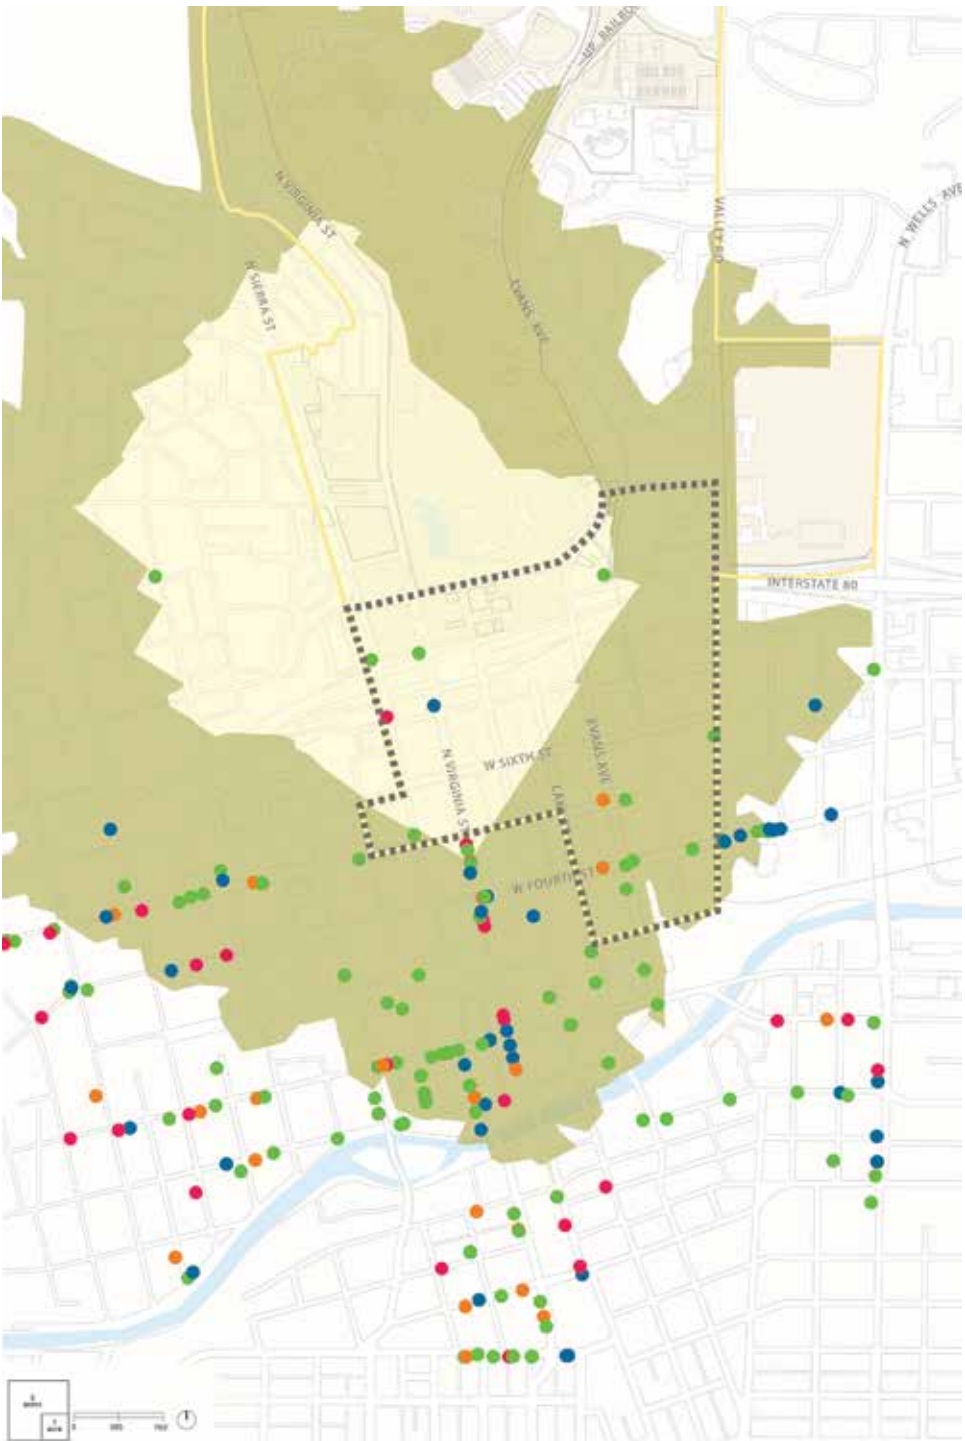 UP RAILROAD
N VIRGINIA ST
N SIERRA ST
VALLEY RD
N WELLS AVE
EVANS AVE
INTERSTATE 80
EVANS AVE
N VIRGINIA ST
W SIXTH ST
W FOURTH ST